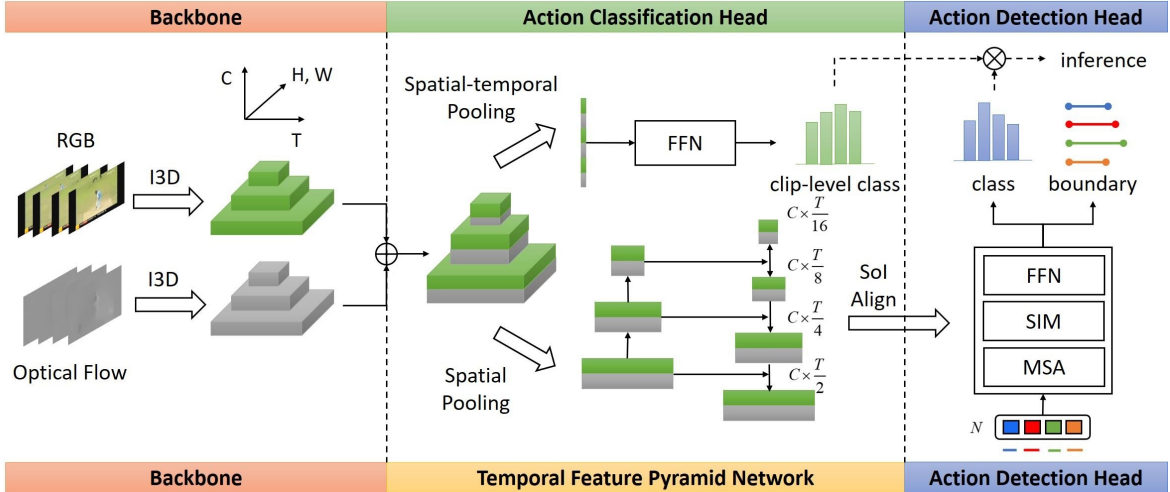 Backbone
Action Classification Head
Action Detection Head
C
H, W
T
RGB
I3D
Optical Flow
I3D
Spatial-temporal
Pooling
FFN
clip-level class
Spatial
Pooling
C × T/16
C × T/8
C × T/4
C × T/2
SoI
Align
inference
class
boundary
FFN
SIM
MSA
N
Backbone
Temporal Feature Pyramid Network
Action Detection Head